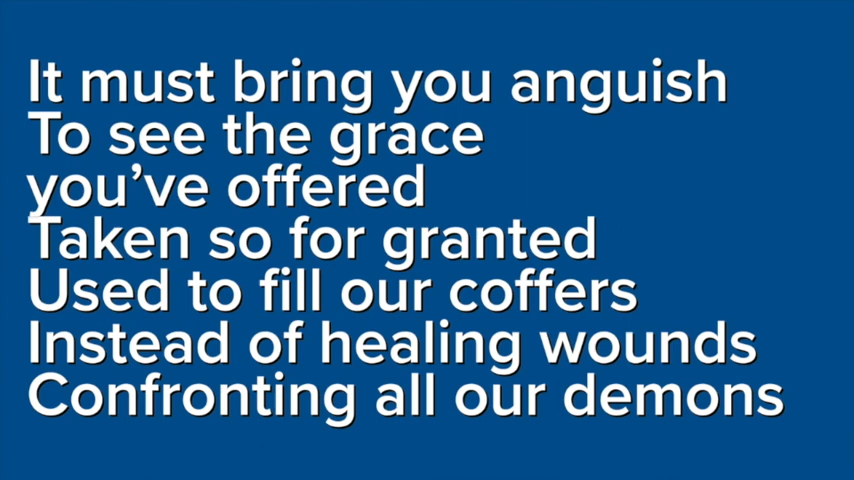 It must bring you anguish
To see the grace
you’ve offered
Taken so for granted
Used to fill our coffers
Instead of healing wounds
Confronting all our demons